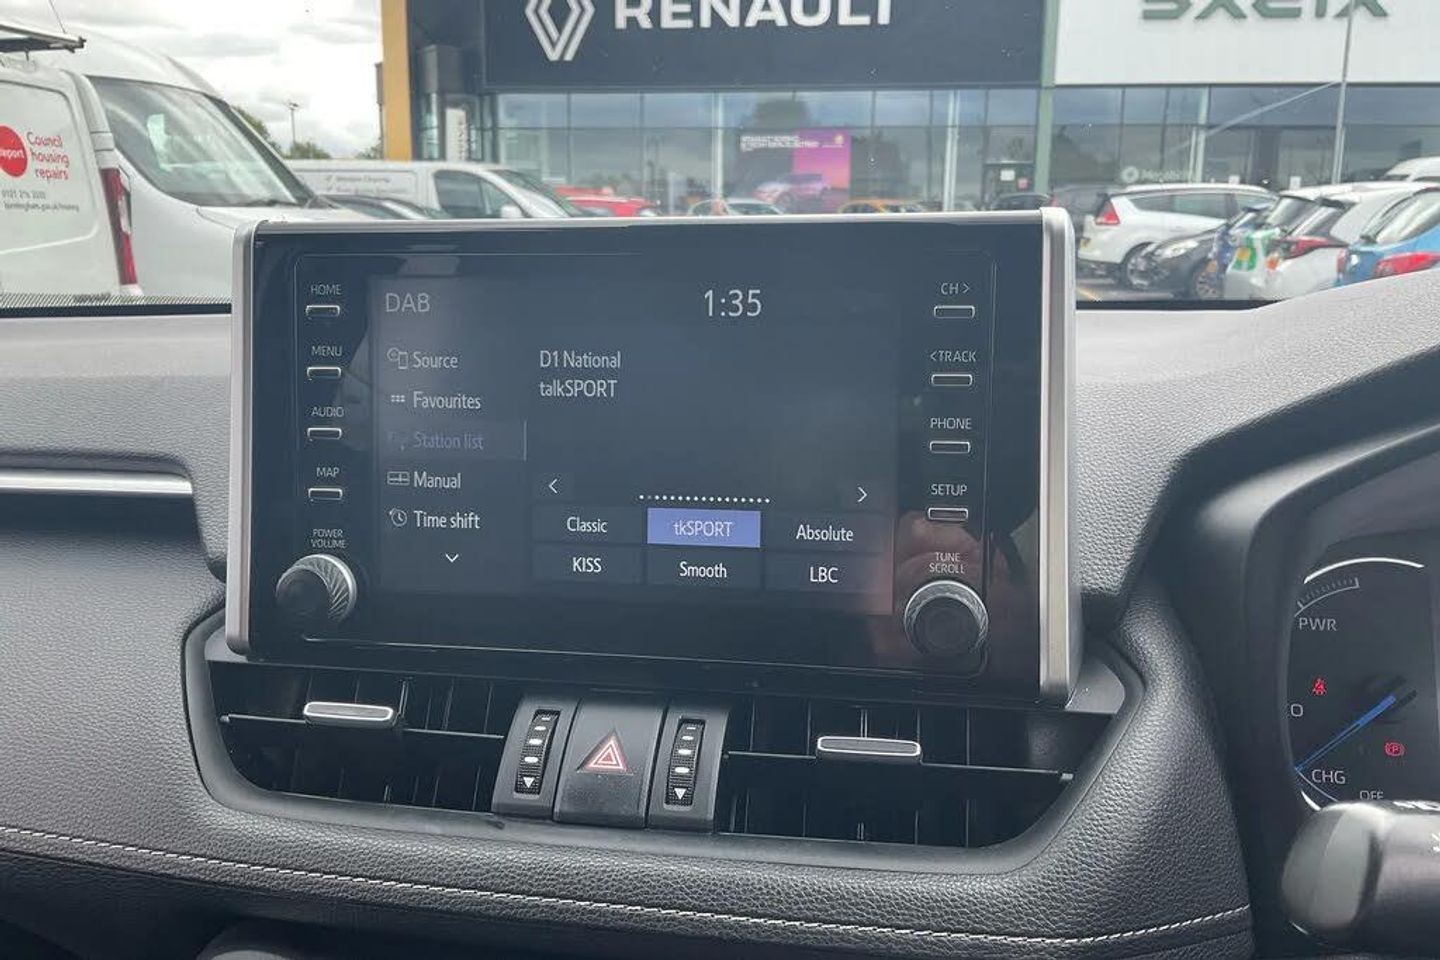 RENAULT
Council
housing
repairs
HOME
MENU
AUDIO
MAP
POWER
VOLUME
DAB
1:35
Source
Favourites
Station list
Manual
Time shift
D1 National
talkSPORT
<
>
Classic
tkSPORT
Absolute
KISS
Smooth
LBC
CH >
<TRACK
PHONE
SETUP
TUNE
SCROLL
PWR
CHG
OFF